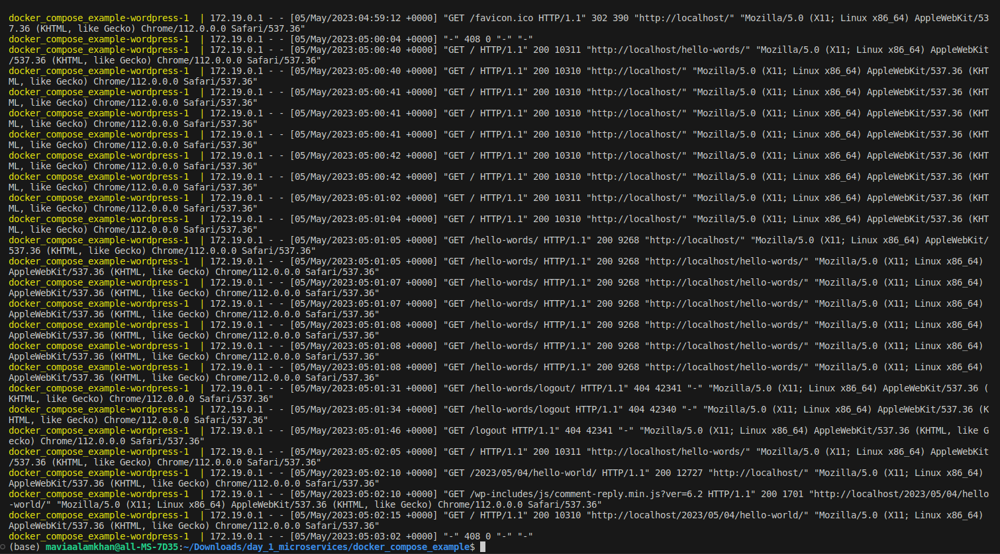 docker_compose_example-wordpress-1  | 172.19.0.1 - - [05/May/2023:04:59:12 +0000] "GET /favicon.ico HTTP/1.1" 302 390 "http://localhost/" "Mozilla/5.0 (X11; Linux x86_64) AppleWebKit/53
7.36 (KHTML, like Gecko) Chrome/112.0.0.0 Safari/537.36"
docker_compose_example-wordpress-1  | 172.19.0.1 - - [05/May/2023:05:00:04 +0000] "-" 408 0 "-" "-"
docker_compose_example-wordpress-1  | 172.19.0.1 - - [05/May/2023:05:00:40 +0000] "GET / HTTP/1.1" 200 10311 "http://localhost/hello-words/" "Mozilla/5.0 (X11; Linux x86_64) AppleWebKit
/537.36 (KHTML, like Gecko) Chrome/112.0.0.0 Safari/537.36"
docker_compose_example-wordpress-1  | 172.19.0.1 - - [05/May/2023:05:00:40 +0000] "GET / HTTP/1.1" 200 10310 "http://localhost/" "Mozilla/5.0 (X11; Linux x86_64) AppleWebKit/537.36 (KHT
ML, like Gecko) Chrome/112.0.0.0 Safari/537.36"
docker_compose_example-wordpress-1  | 172.19.0.1 - - [05/May/2023:05:00:41 +0000] "GET / HTTP/1.1" 200 10310 "http://localhost/" "Mozilla/5.0 (X11; Linux x86_64) AppleWebKit/537.36 (KHT
ML, like Gecko) Chrome/112.0.0.0 Safari/537.36"
docker_compose_example-wordpress-1  | 172.19.0.1 - - [05/May/2023:05:00:41 +0000] "GET / HTTP/1.1" 200 10310 "http://localhost/" "Mozilla/5.0 (X11; Linux x86_64) AppleWebKit/537.36 (KHT
ML, like Gecko) Chrome/112.0.0.0 Safari/537.36"
docker_compose_example-wordpress-1  | 172.19.0.1 - - [05/May/2023:05:00:41 +0000] "GET / HTTP/1.1" 200 10310 "http://localhost/" "Mozilla/5.0 (X11; Linux x86_64) AppleWebKit/537.36 (KHT
ML, like Gecko) Chrome/112.0.0.0 Safari/537.36"
docker_compose_example-wordpress-1  | 172.19.0.1 - - [05/May/2023:05:00:42 +0000] "GET / HTTP/1.1" 200 10310 "http://localhost/" "Mozilla/5.0 (X11; Linux x86_64) AppleWebKit/537.36 (KHT
ML, like Gecko) Chrome/112.0.0.0 Safari/537.36"
docker_compose_example-wordpress-1  | 172.19.0.1 - - [05/May/2023:05:00:42 +0000] "GET / HTTP/1.1" 200 10310 "http://localhost/" "Mozilla/5.0 (X11; Linux x86_64) AppleWebKit/537.36 (KHT
ML, like Gecko) Chrome/112.0.0.0 Safari/537.36"
docker_compose_example-wordpress-1  | 172.19.0.1 - - [05/May/2023:05:01:02 +0000] "GET / HTTP/1.1" 200 10311 "http://localhost/" "Mozilla/5.0 (X11; Linux x86_64) AppleWebKit/537.36 (KHT
ML, like Gecko) Chrome/112.0.0.0 Safari/537.36"
docker_compose_example-wordpress-1  | 172.19.0.1 - - [05/May/2023:05:01:04 +0000] "GET / HTTP/1.1" 200 10310 "http://localhost/" "Mozilla/5.0 (X11; Linux x86_64) AppleWebKit/537.36 (KHT
ML, like Gecko) Chrome/112.0.0.0 Safari/537.36"
docker_compose_example-wordpress-1  | 172.19.0.1 - - [05/May/2023:05:01:05 +0000] "GET /hello-words/ HTTP/1.1" 200 9268 "http://localhost/" "Mozilla/5.0 (X11; Linux x86_64) AppleWebKit/
537.36 (KHTML, like Gecko) Chrome/112.0.0.0 Safari/537.36"
docker_compose_example-wordpress-1  | 172.19.0.1 - - [05/May/2023:05:01:05 +0000] "GET /hello-words/ HTTP/1.1" 200 9268 "http://localhost/hello-words/" "Mozilla/5.0 (X11; Linux x86_64) 
AppleWebKit/537.36 (KHTML, like Gecko) Chrome/112.0.0.0 Safari/537.36"
docker_compose_example-wordpress-1  | 172.19.0.1 - - [05/May/2023:05:01:07 +0000] "GET /hello-words/ HTTP/1.1" 200 9268 "http://localhost/hello-words/" "Mozilla/5.0 (X11; Linux x86_64) 
AppleWebKit/537.36 (KHTML, like Gecko) Chrome/112.0.0.0 Safari/537.36"
docker_compose_example-wordpress-1  | 172.19.0.1 - - [05/May/2023:05:01:07 +0000] "GET /hello-words/ HTTP/1.1" 200 9268 "http://localhost/hello-words/" "Mozilla/5.0 (X11; Linux x86_64) 
AppleWebKit/537.36 (KHTML, like Gecko) Chrome/112.0.0.0 Safari/537.36"
docker_compose_example-wordpress-1  | 172.19.0.1 - - [05/May/2023:05:01:08 +0000] "GET /hello-words/ HTTP/1.1" 200 9268 "http://localhost/hello-words/" "Mozilla/5.0 (X11; Linux x86_64) 
AppleWebKit/537.36 (KHTML, like Gecko) Chrome/112.0.0.0 Safari/537.36"
docker_compose_example-wordpress-1  | 172.19.0.1 - - [05/May/2023:05:01:08 +0000] "GET /hello-words/ HTTP/1.1" 200 9268 "http://localhost/hello-words/" "Mozilla/5.0 (X11; Linux x86_64) 
AppleWebKit/537.36 (KHTML, like Gecko) Chrome/112.0.0.0 Safari/537.36"
docker_compose_example-wordpress-1  | 172.19.0.1 - - [05/May/2023:05:01:08 +0000] "GET /hello-words/ HTTP/1.1" 200 9268 "http://localhost/hello-words/" "Mozilla/5.0 (X11; Linux x86_64) 
AppleWebKit/537.36 (KHTML, like Gecko) Chrome/112.0.0.0 Safari/537.36"
docker_compose_example-wordpress-1  | 172.19.0.1 - - [05/May/2023:05:01:31 +0000] "GET /hello-words/logout/ HTTP/1.1" 404 42341 "-" "Mozilla/5.0 (X11; Linux x86_64) AppleWebKit/537.36 (
KHTML, like Gecko) Chrome/112.0.0.0 Safari/537.36"
docker_compose_example-wordpress-1  | 172.19.0.1 - - [05/May/2023:05:01:34 +0000] "GET /hello-words/logout HTTP/1.1" 404 42340 "-" "Mozilla/5.0 (X11; Linux x86_64) AppleWebKit/537.36 (K
HTML, like Gecko) Chrome/112.0.0.0 Safari/537.36"
docker_compose_example-wordpress-1  | 172.19.0.1 - - [05/May/2023:05:01:46 +0000] "GET /logout HTTP/1.1" 404 42341 "-" "Mozilla/5.0 (X11; Linux x86_64) AppleWebKit/537.36 (KHTML, like G
ecko) Chrome/112.0.0.0 Safari/537.36"
docker_compose_example-wordpress-1  | 172.19.0.1 - - [05/May/2023:05:02:05 +0000] "GET / HTTP/1.1" 200 10311 "http://localhost/hello-words/" "Mozilla/5.0 (X11; Linux x86_64) AppleWebKit
/537.36 (KHTML, like Gecko) Chrome/112.0.0.0 Safari/537.36"
docker_compose_example-wordpress-1  | 172.19.0.1 - - [05/May/2023:05:02:10 +0000] "GET /2023/05/04/hello-world/ HTTP/1.1" 200 12727 "http://localhost/" "Mozilla/5.0 (X11; Linux x86_64) 
AppleWebKit/537.36 (KHTML, like Gecko) Chrome/112.0.0.0 Safari/537.36"
docker_compose_example-wordpress-1  | 172.19.0.1 - - [05/May/2023:05:02:10 +0000] "GET /wp-includes/js/comment-reply.min.js?ver=6.2 HTTP/1.1" 200 1701 "http://localhost/2023/05/04/hello
-world/" "Mozilla/5.0 (X11; Linux x86_64) AppleWebKit/537.36 (KHTML, like Gecko) Chrome/112.0.0.0 Safari/537.36"
docker_compose_example-wordpress-1  | 172.19.0.1 - - [05/May/2023:05:02:15 +0000] "GET / HTTP/1.1" 200 10310 "http://localhost/2023/05/04/hello-world/" "Mozilla/5.0 (X11; Linux x86_64) 
AppleWebKit/537.36 (KHTML, like Gecko) Chrome/112.0.0.0 Safari/537.36"
docker_compose_example-wordpress-1  | 172.19.0.1 - - [05/May/2023:05:03:02 +0000] "-" 408 0 "-" "-"
(base) maviaalamkhan@all-MS-7D35:~/Downloads/day_1_microservices/docker_compose_example$